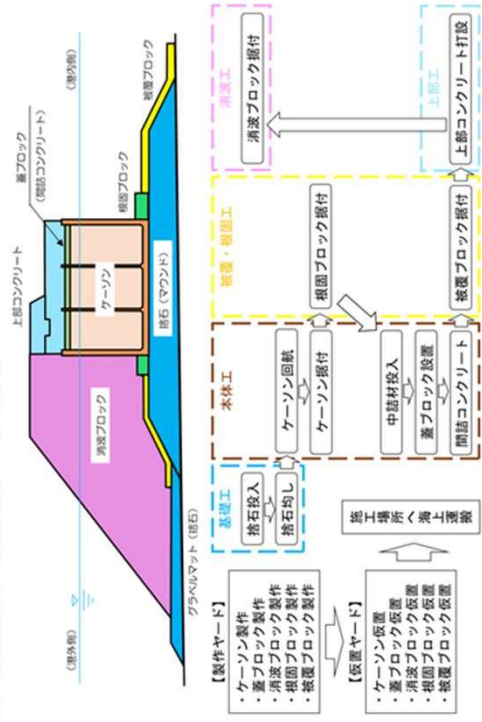 (港外側)
(港内側)
上部コンクリート
蓋ブロック
(間詰コンクリート)
消波ブロック
ケーソン
根固ブロック
被覆ブロック
捨石(マウンド)
グラベルマット(捨石)
【製作ヤード】
・ケーソン製作
・蓋ブロック製作
・消波ブロック製作
・根固ブロック製作
・被覆ブロック製作
【仮置ヤード】
・ケーソン仮置
・蓋ブロック仮置
・消波ブロック仮置
・根固ブロック仮置
・被覆ブロック仮置
施工場所へ海上運搬
基礎工
捨石投入
捨石均し
本体工
ケーソン回航
ケーソン据付
中詰材投入
蓋ブロック設置
間詰コンクリート
被覆・根固工
根固ブロック据付
被覆ブロック据付
消波工
消波ブロック据付
上部工
上部コンクリート打設